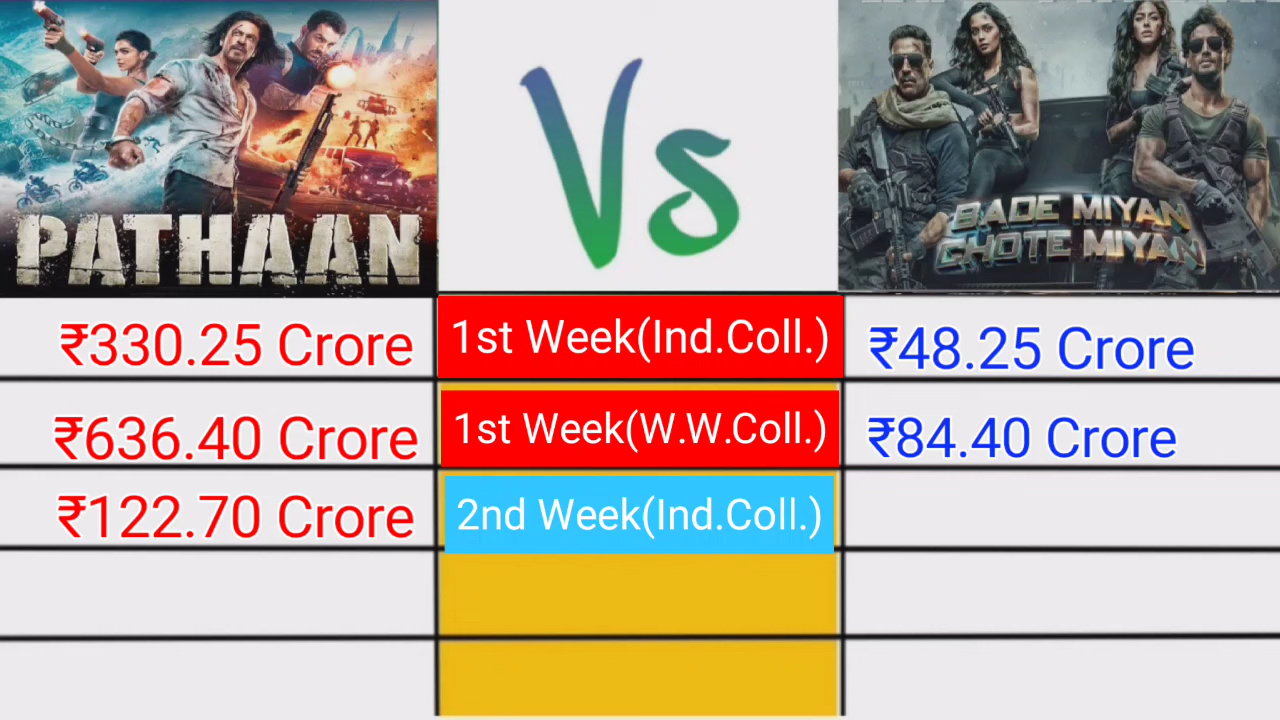 PATHAAN
Vs
BADE MIYAN
CHOTE MIYAN
₹330.25 Crore 1st Week(Ind.Coll.) ₹48.25 Crore
₹636.40 Crore 1st Week(W.W.Coll.) ₹84.40 Crore
₹122.70 Crore 2nd Week(Ind.Coll.)